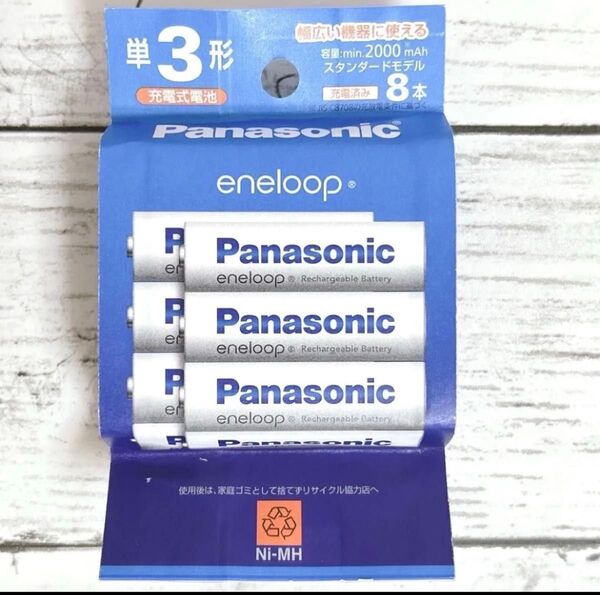 単3形
充電式電池
幅広い機器に使える
容量:min.2000 mAh
スタンダードモデル
充電済み 8本
Panasonic
eneloop®
Panasonic
eneloop® Rechargeable Battery
Panasonic
eneloop® Rechargeable Battery
Panasonic
eneloop® Rechargeable Battery
Panasonic
使用後は、家庭ゴミとして捨てずリサイクル協力店へ
Ni-MH